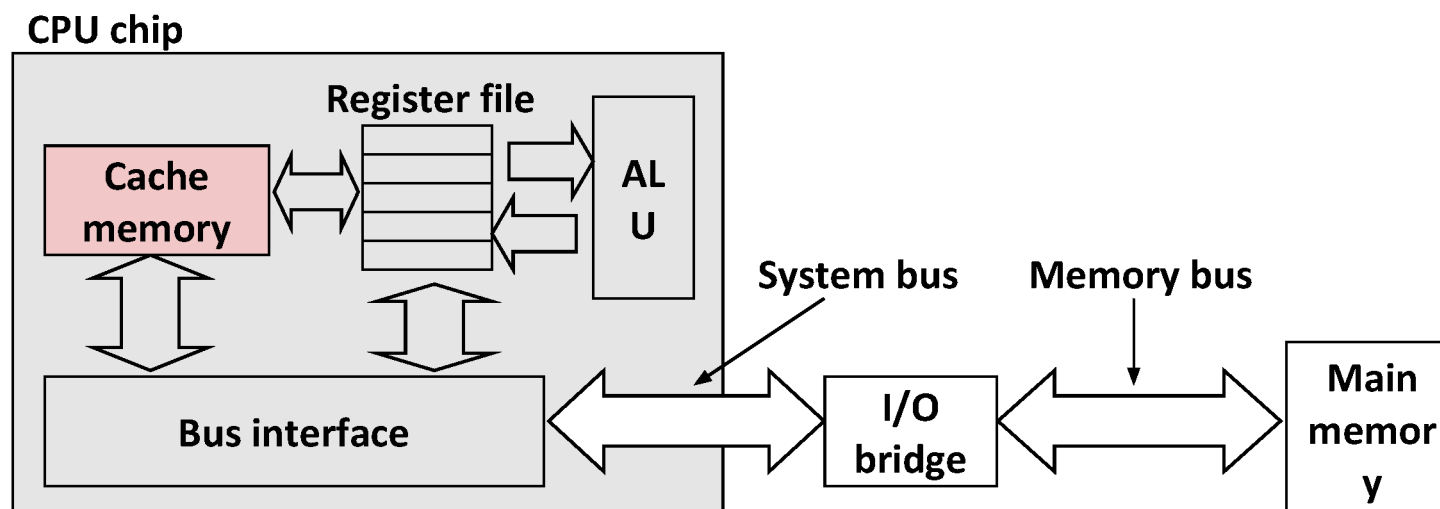 CPU chip
Register file
Cache
memory
AL
U
System bus
Memory bus
Bus interface
I/O
bridge
Main
memor
y